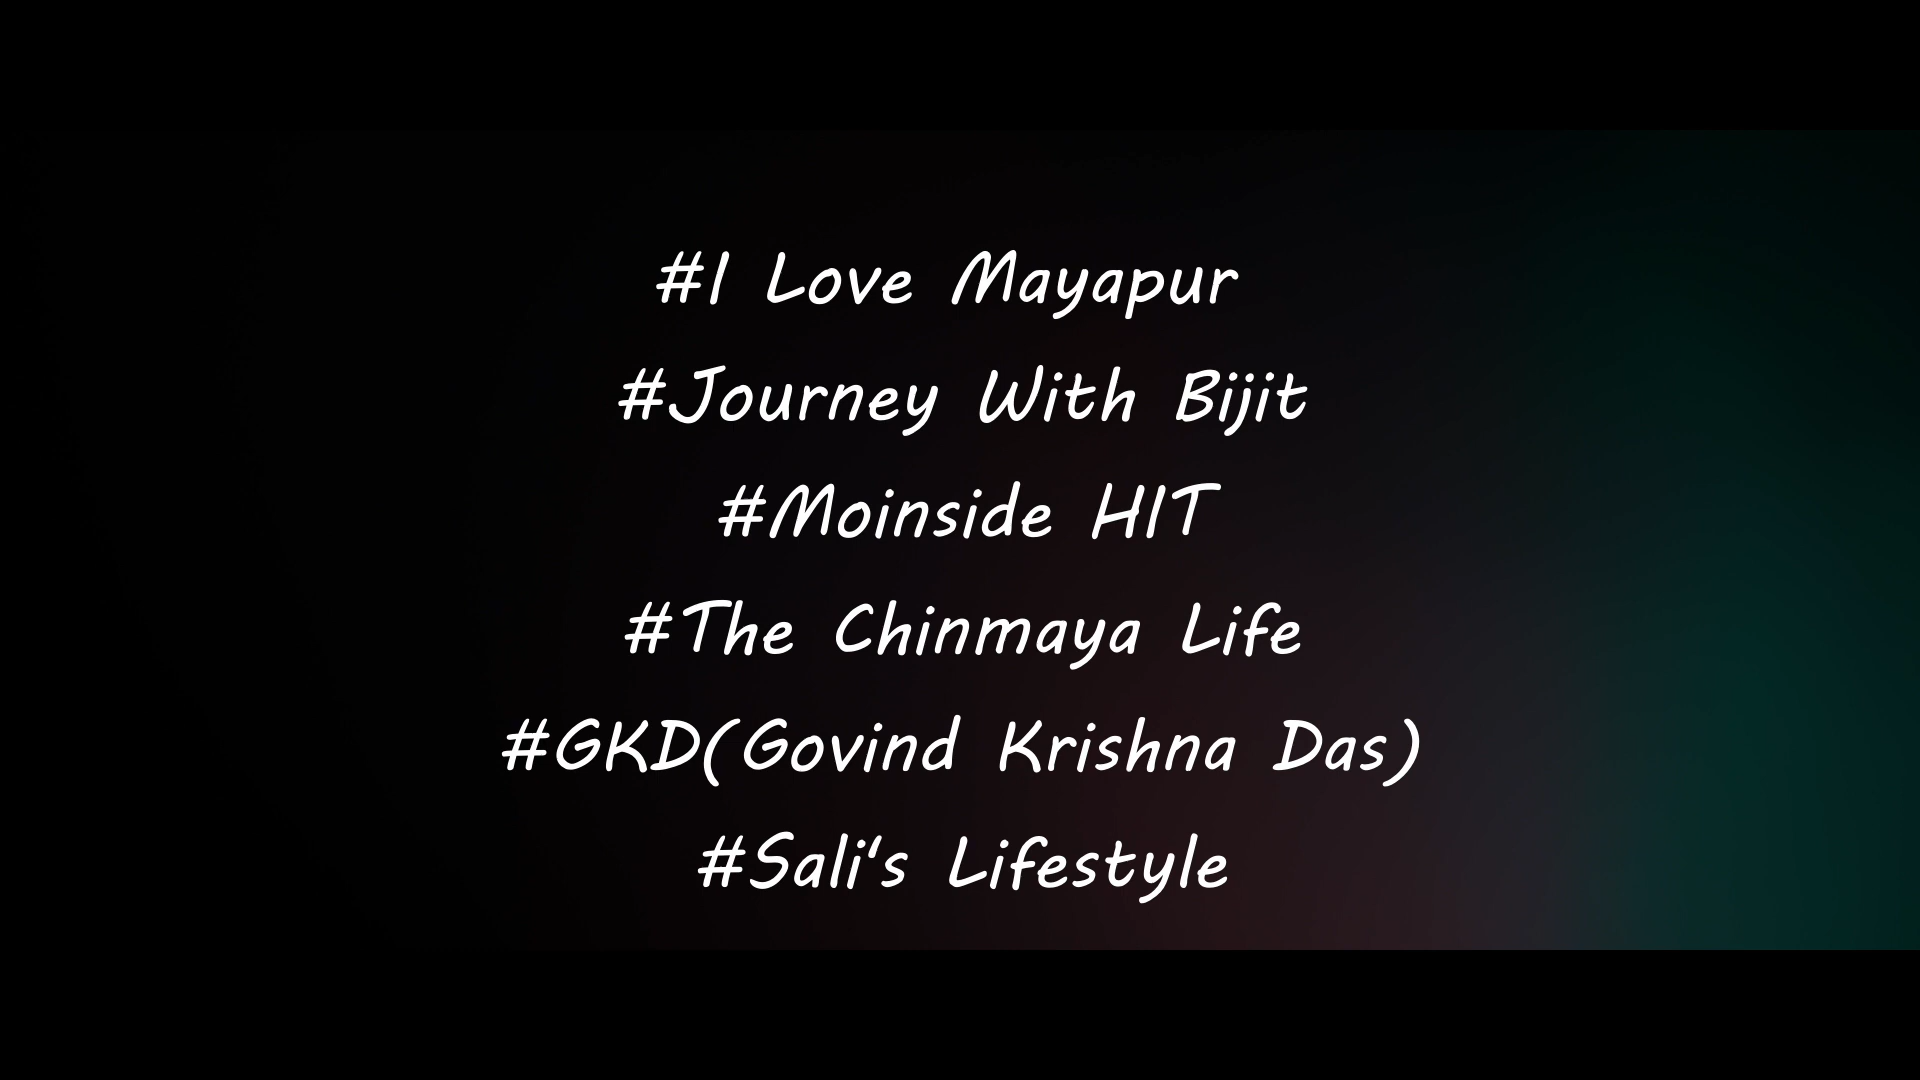 #I Love Mayapur
#Journey With Bijit
#Moinside HIT
#The Chinmaya Life
#GKD(Govind Krishna Das)
#Sali's Lifestyle